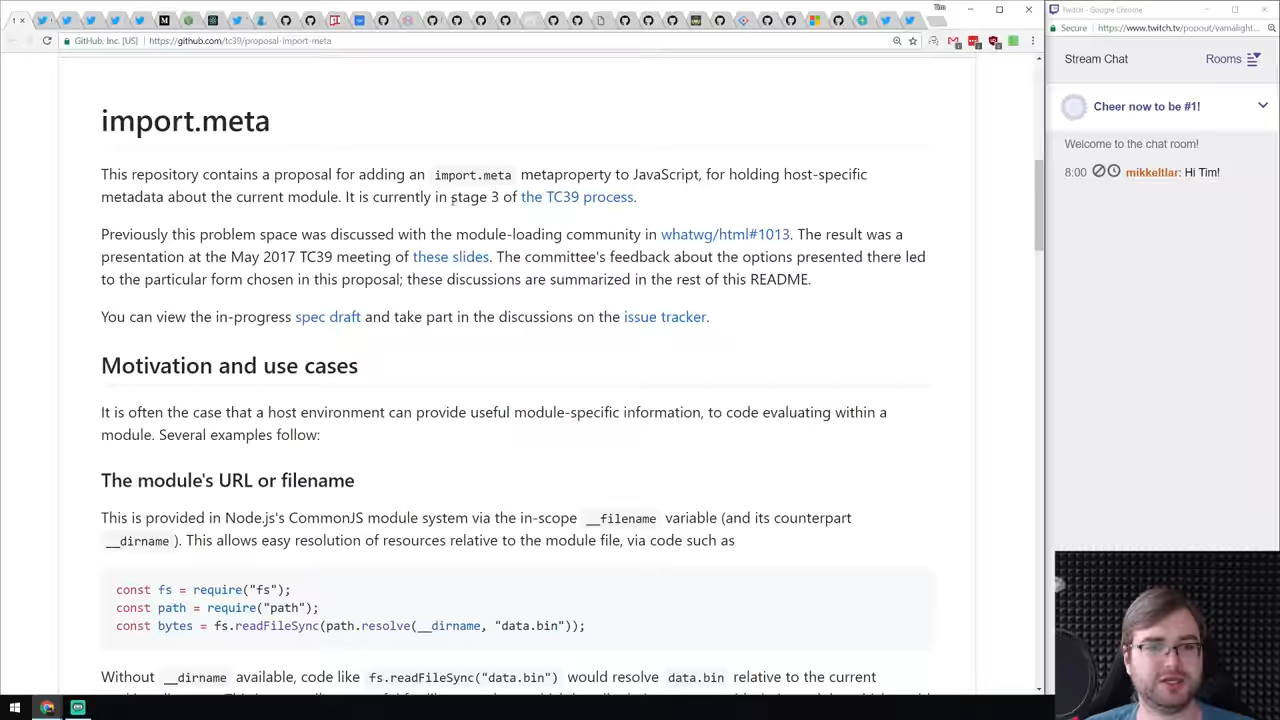 Tim
GitHub, Inc. [US]
https://github.com/tc39/proposal-import-meta
import.meta
This repository contains a proposal for adding an import.meta metaproperty to JavaScript, for holding host-specific
metadata about the current module. It is currently in stage 3 of the TC39 process.
Previously this problem space was discussed with the module-loading community in whatwg/html#1013. The result was a
presentation at the May 2017 TC39 meeting of these slides. The committee's feedback about the options presented there led
to the particular form chosen in this proposal; these discussions are summarized in the rest of this README.
You can view the in-progress spec draft and take part in the discussions on the issue tracker.
Motivation and use cases
It is often the case that a host environment can provide useful module-specific information, to code evaluating within a
module. Several examples follow:
The module's URL or filename
This is provided in Node.js's CommonJS module system via the in-scope __filename variable (and its counterpart
__dirname ). This allows easy resolution of resources relative to the module file, via code such as
const fs = require("fs");
const path = require("path");
const bytes = fs.readFileSync(path.resolve(__dirname, "data.bin"));
Without __dirname available, code like fs.readFileSync("data.bin") would resolve data.bin relative to the current
Twitch - Google Chrome
Secure https://www.twitch.tv/popout/yamalight...
Stream Chat
Rooms
Cheer now to be #1!
Welcome to the chat room!
8:00 mikkeltlar: Hi Tim!